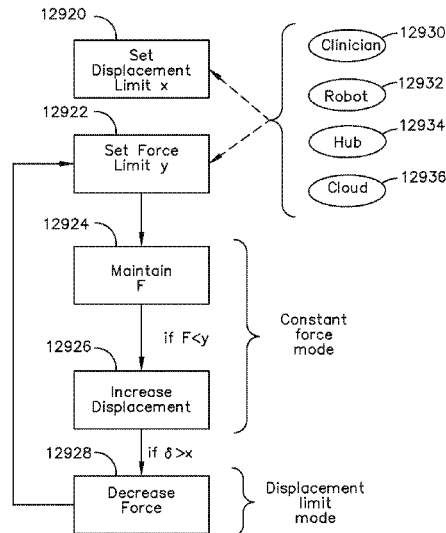 12920
Set
Displacement
Limit x
12922
Set Force
Limit y
12924
Maintain
F
if F<y
12926
Increase
Displacement
if δ>x
12928
Decrease
Force
Clinician
12930
Robot
12932
Hub
12934
Cloud
12936
Constant
force
mode
Displacement
limit
mode